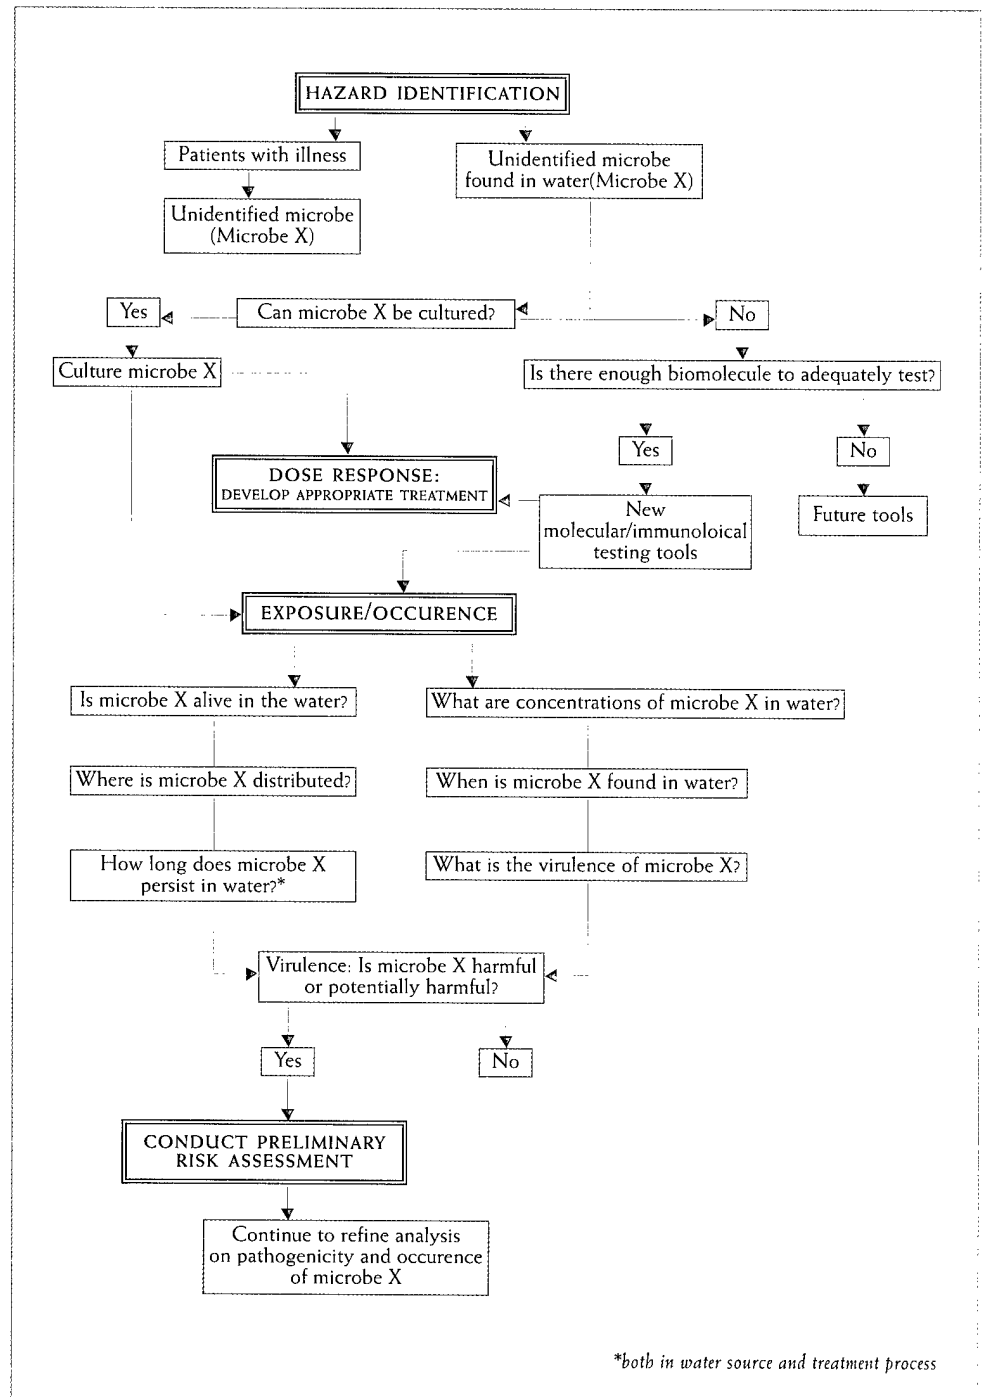 HAZARD IDENTIFICATION
Patients with illness
Unidentified microbe
found in water(Microbe X)
Unidentified microbe
(Microbe X)
Yes
Can microbe X be cultured?
No
Culture microbe X
Is there enough biomolecule to adequately test?
Yes
No
DOSE RESPONSE:
DEVELOP APPROPRIATE TREATMENT
New
molecular/immunoloical
testing tools
Future tools
EXPOSURE/OCCURENCE
Is microbe X alive in the water?
What are concentrations of microbe X in water?
Where is microbe X distributed?
When is microbe X found in water?
How long does microbe X
persist in water?*
What is the virulence of microbe X?
Virulence: Is microbe X harmful
or potentially harmful?
Yes
No
CONDUCT PRELIMINARY
RISK ASSESSMENT
Continue to refine analysis
on pathogenicity and occurence
of microbe X
*both in water source and treatment process